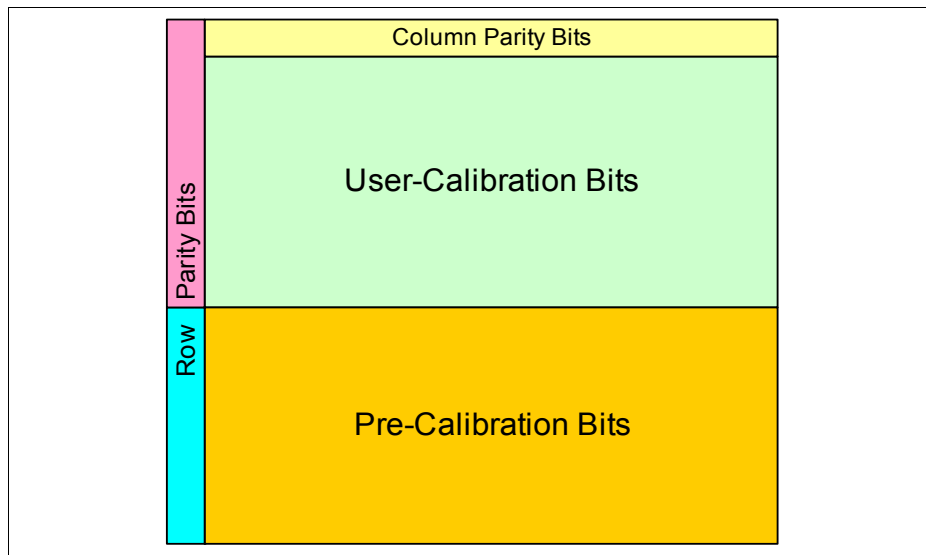 Column Parity Bits
User-Calibration Bits
Row Parity Bits
Pre-Calibration Bits